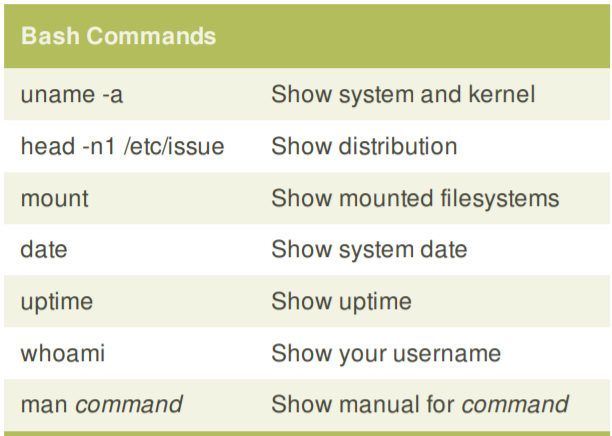 Bash Commands
uname -a Show system and kernel
head -n1 /etc/issue Show distribution
mount Show mounted filesystems
date Show system date
uptime Show uptime
whoami Show your username
man command Show manual for command